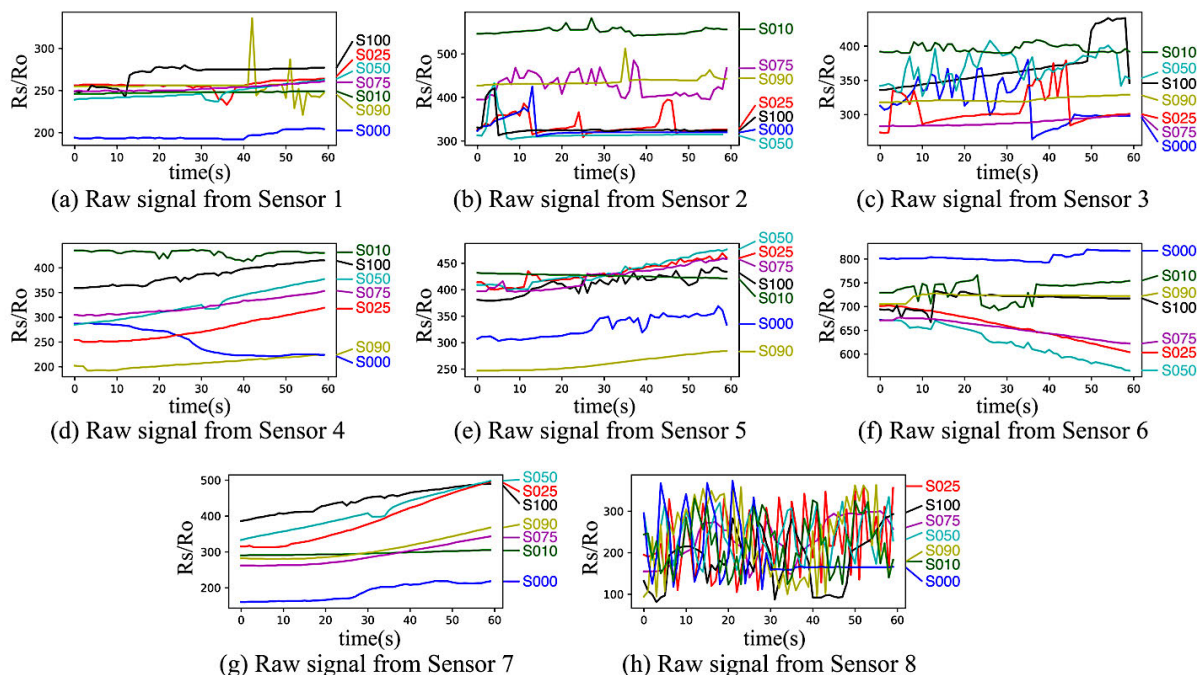 Rs/Ro
300
250
200
S100
S025
S050
S075
S010
S090
S000
0 10 20 30 40 50 60
time(s)
(a) Raw signal from Sensor 1
Rs/Ro
500
400
300
S010
S075
S090
S025
S100
S000
S050
0 10 20 30 40 50 60
time(s)
(b) Raw signal from Sensor 2
Rs/Ro
400
350
300
S010
S050
S100
S090
S025
S075
S000
0 10 20 30 40 50 60
time(s)
(c) Raw signal from Sensor 3
Rs/Ro
400
350
300
250
200
S010
S100
S050
S075
S025
S090
S000
0 10 20 30 40 50 60
time(s)
(d) Raw signal from Sensor 4
Rs/Ro
450
400
350
300
250
S050
S025
S075
S100
S010
S000
S090
0 10 20 30 40 50 60
time(s)
(e) Raw signal from Sensor 5
Rs/Ro
800
750
700
650
600
S000
S010
S090
S100
S075
S025
S050
0 10 20 30 40 50 60
time(s)
(f) Raw signal from Sensor 6
Rs/Ro
500
400
300
200
S050
S025
S100
S090
S075
S010
S000
0 10 20 30 40 50 60
time(s)
(g) Raw signal from Sensor 7
Rs/Ro
300
200
100
S025
S100
S075
S050
S090
S010
S000
0 10 20 30 40 50 60
time(s)
(h) Raw signal from Sensor 8